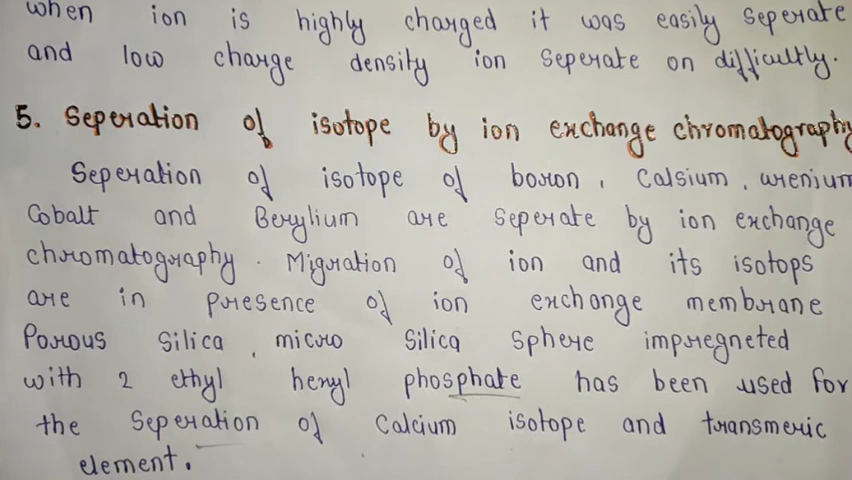 when ion is highly charged it was easily seperate
and low charge density ion seperate on difficultly.
5. Seperation of isotope by ion exchange chromatography
Seperation of isotope of boron, Calsium, urenium
Cobalt and Berylium are seperate by ion exchange
chromatography. Migration of ion and its isotops
are in presence of ion exchange membrane
Porous silica, micro silica sphere impregneted
with 2 ethyl hexyl phosphate has been used for
the seperation of calcium isotope and transmeric
element.